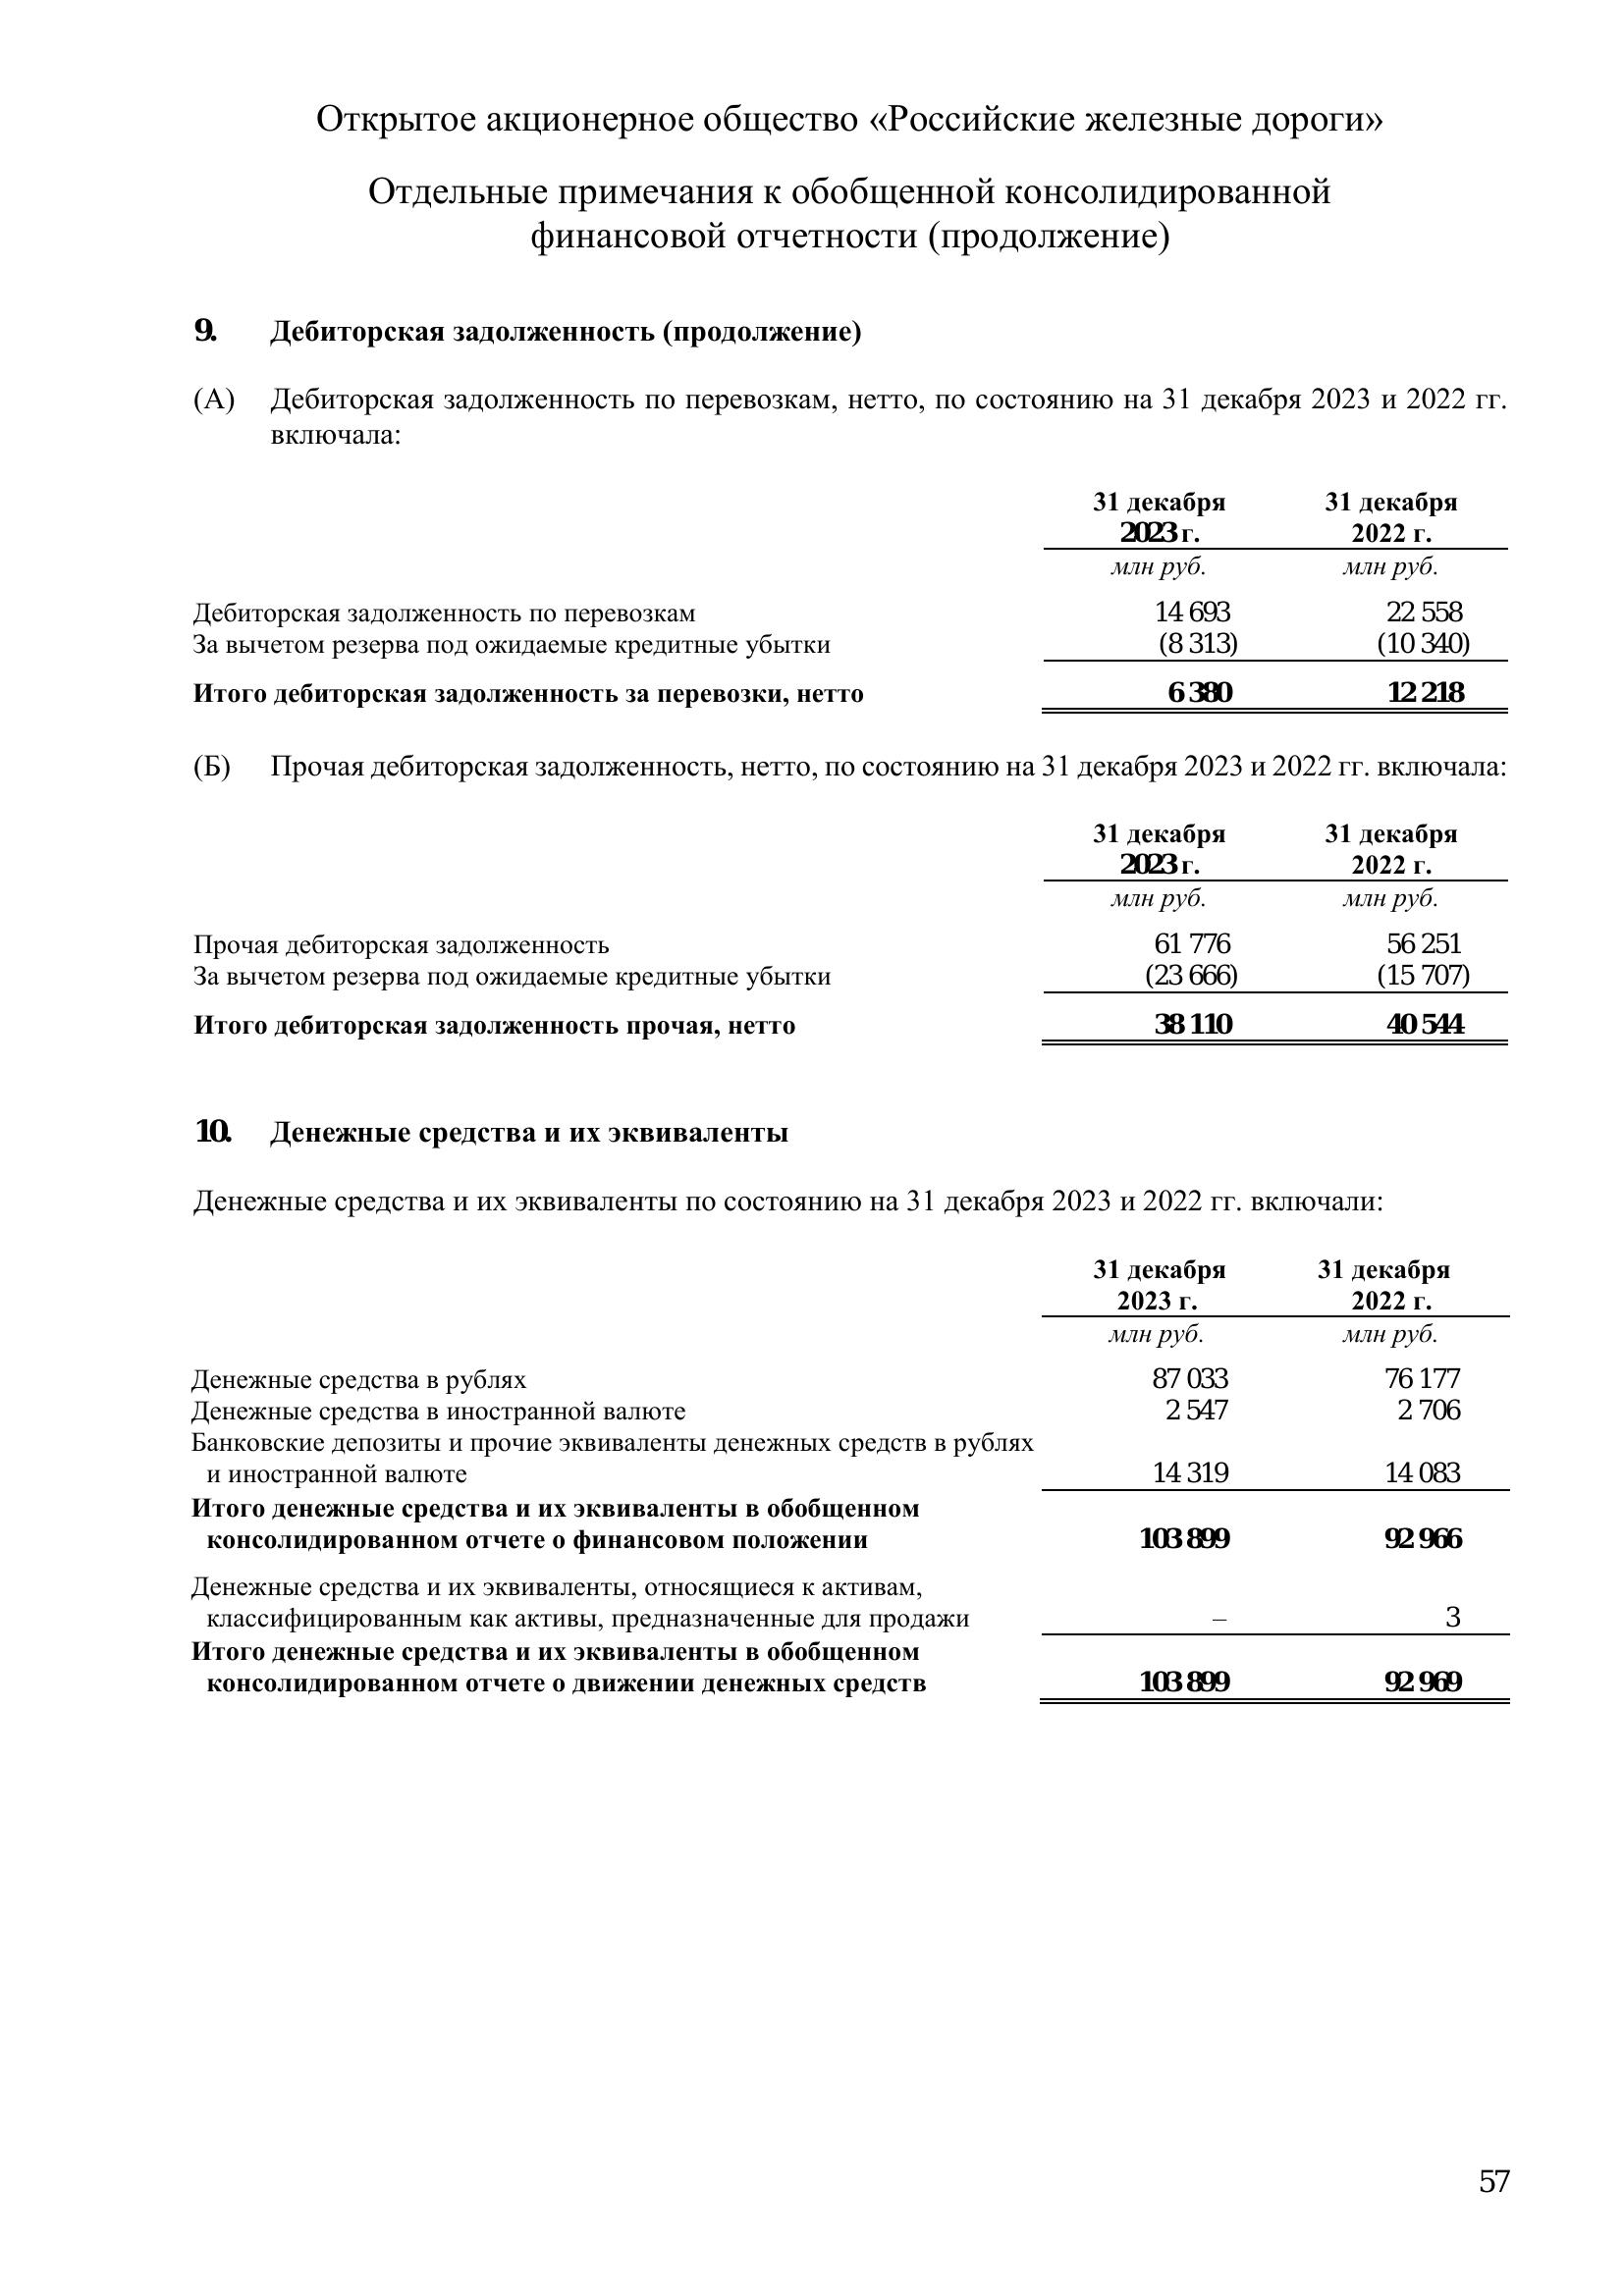 Открытое акционерное общество «Российские железные дороги»
Отдельные примечания к обобщенной консолидированной
финансовой отчетности (продолжение)
9. Дебиторская задолженность (продолжение)
(А) Дебиторская задолженность по перевозкам, нетто, по состоянию на 31 декабря 2023 и 2022 гг.
включала:
31 декабря 31 декабря
2023 г. 2022 г.
млн руб. млн руб.
Дебиторская задолженность по перевозкам 14 693 22 558
За вычетом резерва под ожидаемые кредитные убытки (8 313) (10 340)
Итого дебиторская задолженность за перевозки, нетто 6 380 12 218
(Б) Прочая дебиторская задолженность, нетто, по состоянию на 31 декабря 2023 и 2022 гг. включала:
31 декабря 31 декабря
2023 г. 2022 г.
млн руб. млн руб.
Прочая дебиторская задолженность 61 776 56 251
За вычетом резерва под ожидаемые кредитные убытки (23 666) (15 707)
Итого дебиторская задолженность прочая, нетто 38 110 40 544
10. Денежные средства и их эквиваленты
Денежные средства и их эквиваленты по состоянию на 31 декабря 2023 и 2022 гг. включали:
31 декабря 31 декабря
2023 г. 2022 г.
млн руб. млн руб.
Денежные средства в рублях 87 033 76 177
Денежные средства в иностранной валюте 2 547 2 706
Банковские депозиты и прочие эквиваленты денежных средств в рублях
и иностранной валюте 14 319 14 083
Итого денежные средства и их эквиваленты в обобщенном
консолидированном отчете о финансовом положении 103 899 92 966
Денежные средства и их эквиваленты, относящиеся к активам,
классифицированным как активы, предназначенные для продажи – 3
Итого денежные средства и их эквиваленты в обобщенном
консолидированном отчете о движении денежных средств 103 899 92 969
57